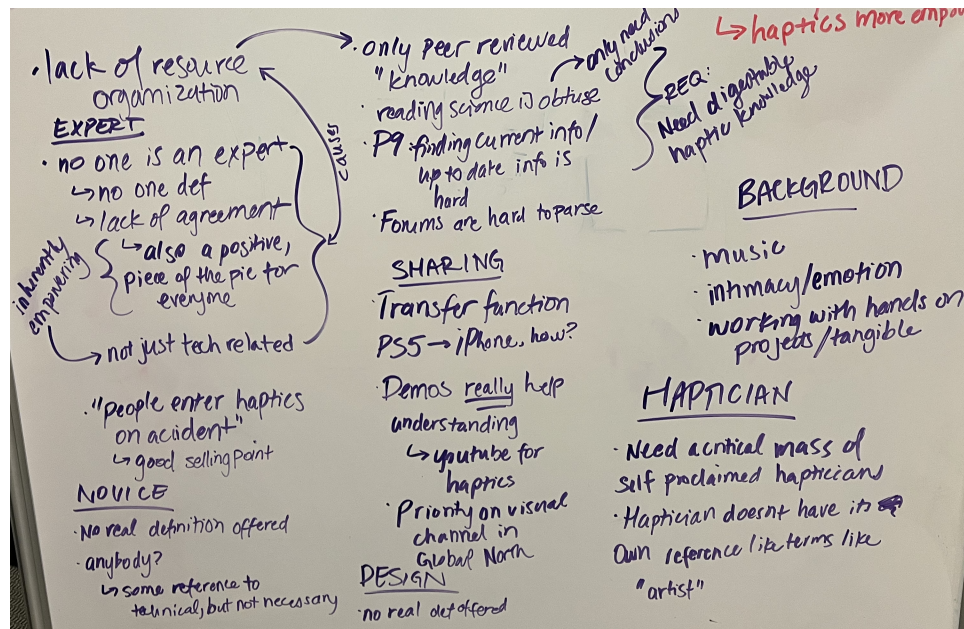 · lack of resource
organization
EXPERT
· no one is an expert
↳ no one def
↳ lack of agreement
↳ also a positive,
piece of the pie for
everyone
inherently
empowering
→ not just tech related
causes
· "people enter haptics
on accident"
↳ good selling point
NOVICE
· No real definition offered
· anybody?
↳ some reference to
technical, but not necessary
· only peer reviewed
"knowledge"
→ only need
conclusions
· reading science is obtuse
· P9: finding current info/
up to date info is
hard
· Forums are hard to parse
REQ:
Need digestable
haptic knowledge
SHARING
· Transfer function
PS5 → iPhone, how?
· Demos really help
understanding
↳ youtube for
haptics
· Priority on visual
channel in
Global North
DESIGN
· no real def offered
↳ haptics more
BACKGROUND
· music
· intimacy/emotion
· working with hands on
projects/tangible
HAPTICIAN
· Need a critical mass of
self proclaimed hapticians
· Haptician doesnt have its
own reference like terms like
"artist"